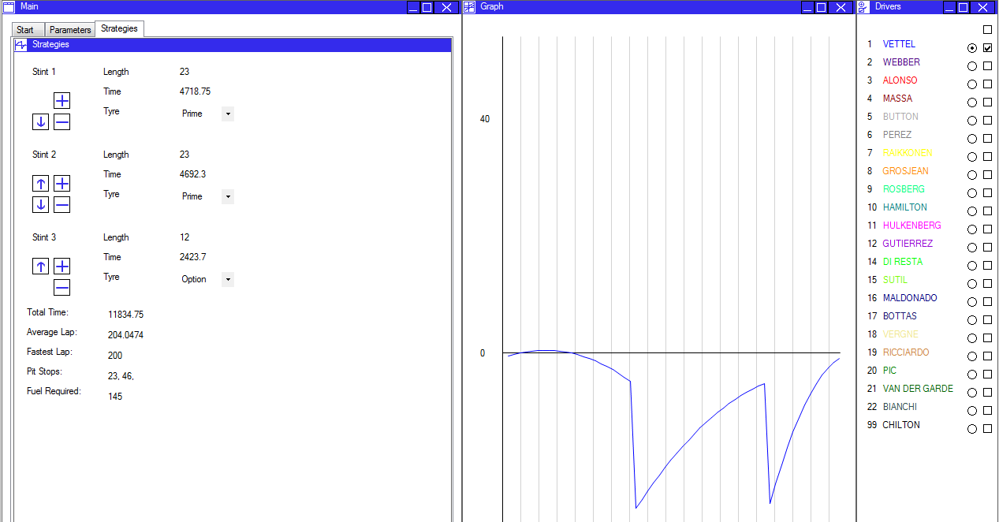 Main
Start Parameters Strategies
Strategies
Stint 1 Length 23
Time 4718.75
Tyre Prime
Stint 2 Length 23
Time 4692.3
Tyre Prime
Stint 3 Length 12
Time 2423.7
Tyre Option
Total Time: 11834.75
Average Lap: 204.0474
Fastest Lap: 200
Pit Stops: 23, 46,
Fuel Required: 145
Graph
40
0
Drivers
1 VETTEL
2 WEBBER
3 ALONSO
4 MASSA
5 BUTTON
6 PEREZ
7 RAIKKONEN
8 GROSJEAN
9 ROSBERG
10 HAMILTON
11 HULKENBERG
12 GUTIERREZ
14 DI RESTA
15 SUTIL
16 MALDONADO
17 BOTTAS
18 VERGNE
19 RICCIARDO
20 PIC
21 VAN DER GARDE
22 BIANCHI
99 CHILTON